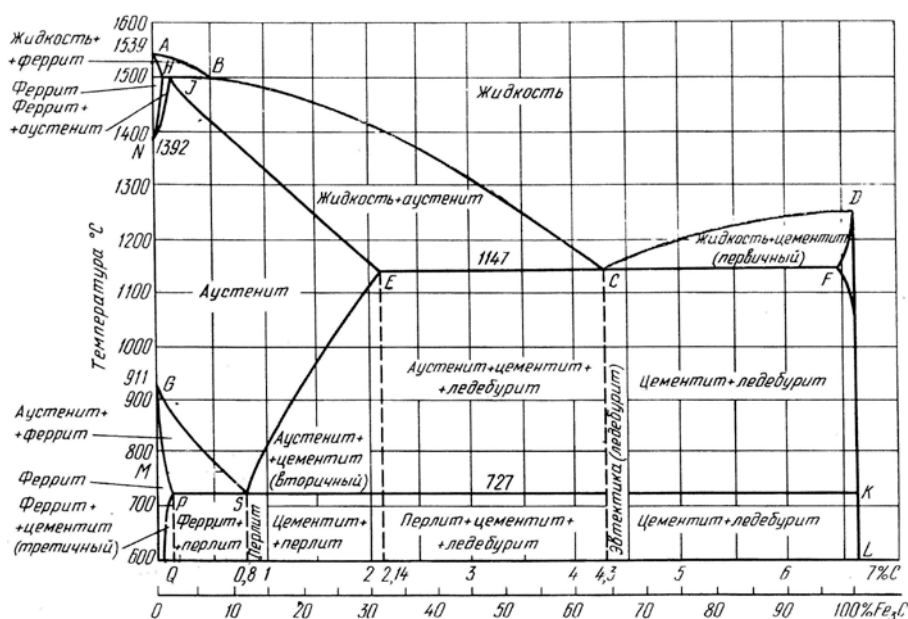 1600
1539
A
Жидкость+
+феррит
H
B
1500
J
Феррит
Феррит+
+аустенит
Жидкость
1400
N
1392
1300
Жидкость+аустенит
D
1200
Жидкость+цементит
(первичный)
1147
E
C
F
1100
Аустенит
Температура °C
1000
Аустенит+цементит+
+ледебурит
Цементит+ледебурит
Эвтектика (ледебурит)
911
G
900
Аустенит+
+феррит
Аустенит+
+цементит
(вторичный)
800
M
Феррит
727
P
S
K
700
Феррит+
+цементит
(третичный)
Феррит+
+перлит
Перлит
Цементит+
+перлит
Перлит+цементит+
+ледебурит
Цементит+ледебурит
600
L
Q
0,8
1
2
2,14
3
4
4,3
5
6
7%C
0
10
20
30
40
50
60
70
80
90
100%Fe₃C